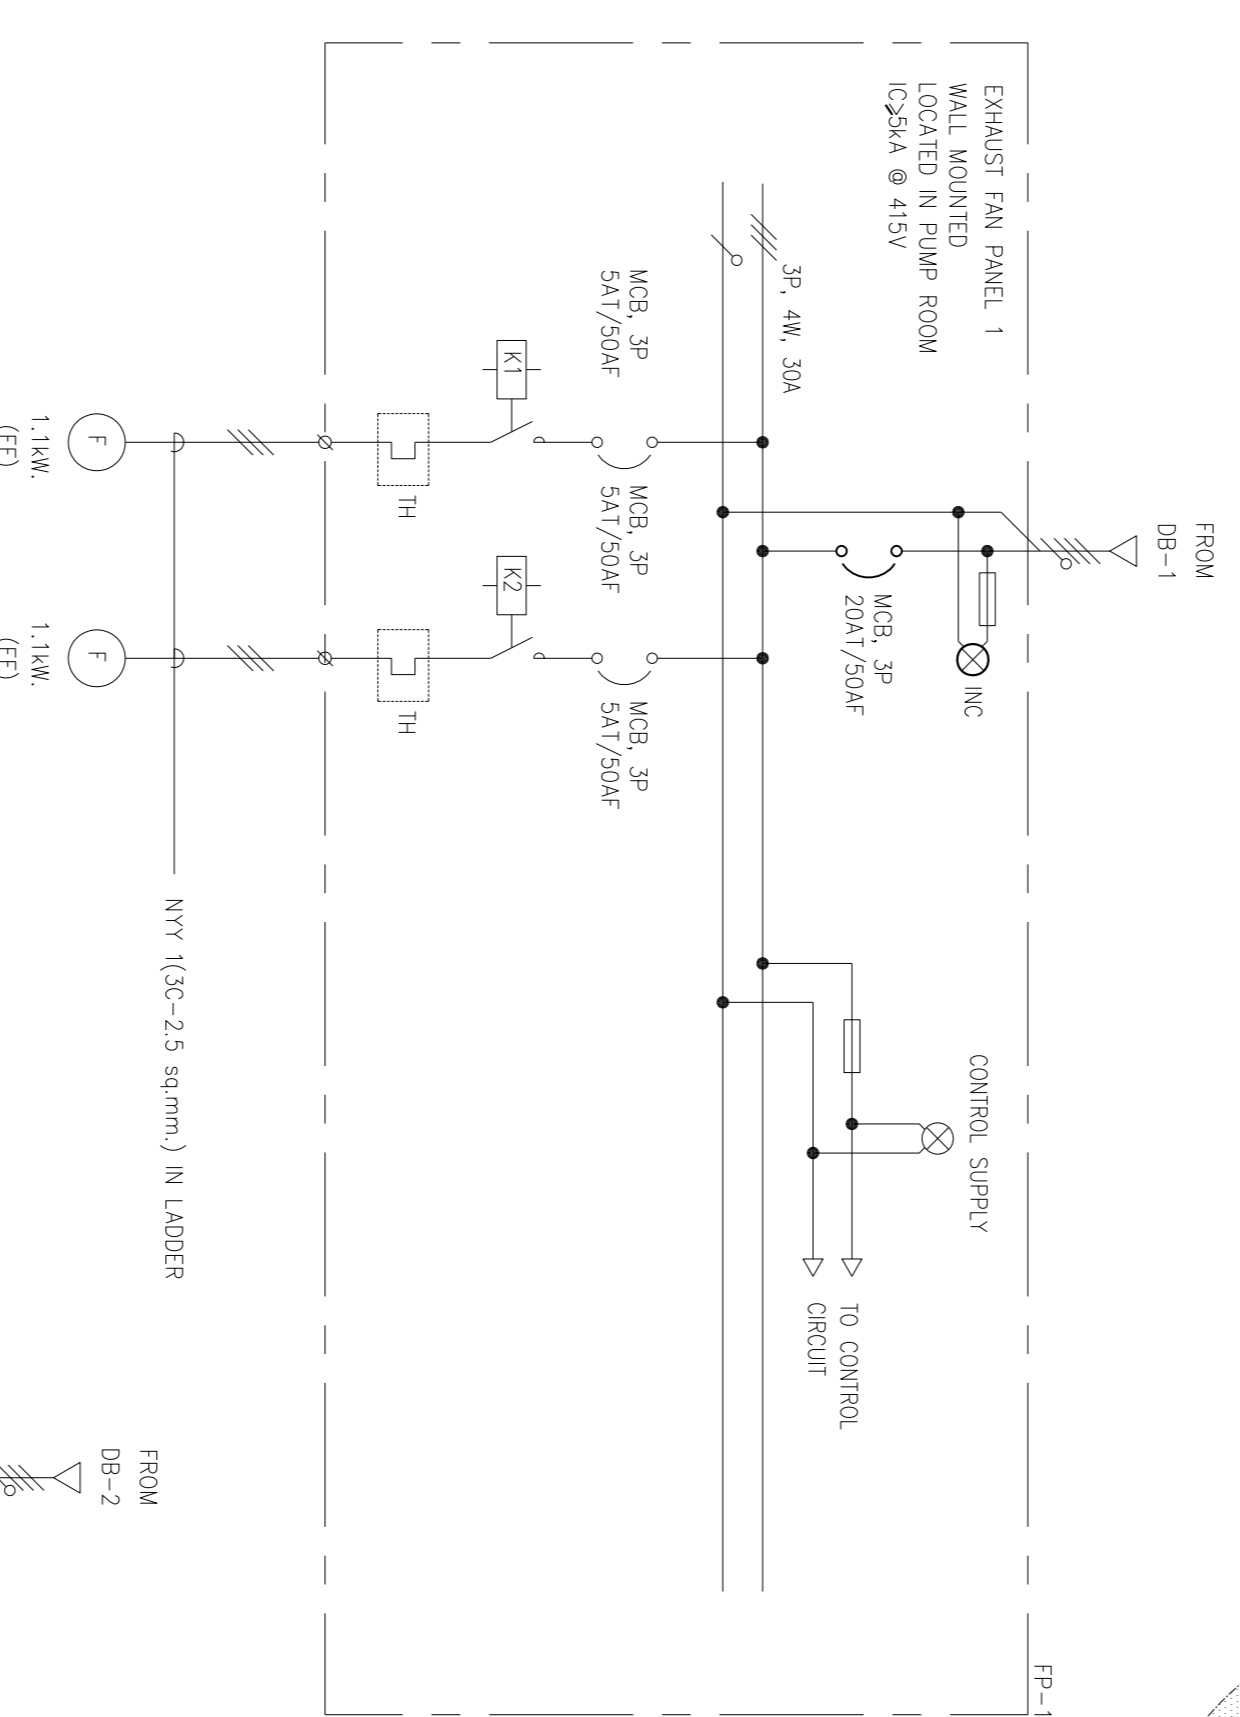 FROM
DB-1
FP-1
EXHAUST FAN PANEL 1
WALL MOUNTED
LOCATED IN PUMP ROOM
IC≥5kA @ 415V
INC
CONTROL SUPPLY
MCB, 3P
20AT/50AF
TO CONTROL
CIRCUIT
3P, 4W, 30A
MCB, 3P
5AT/50AF
MCB, 3P
5AT/50AF
MCB, 3P
5AT/50AF
K1
K2
TH
TH
NYY 1(3C-2.5 sq.mm.) IN LADDER
FROM
DB-2
F
F
1.1kW.
1.1kW.